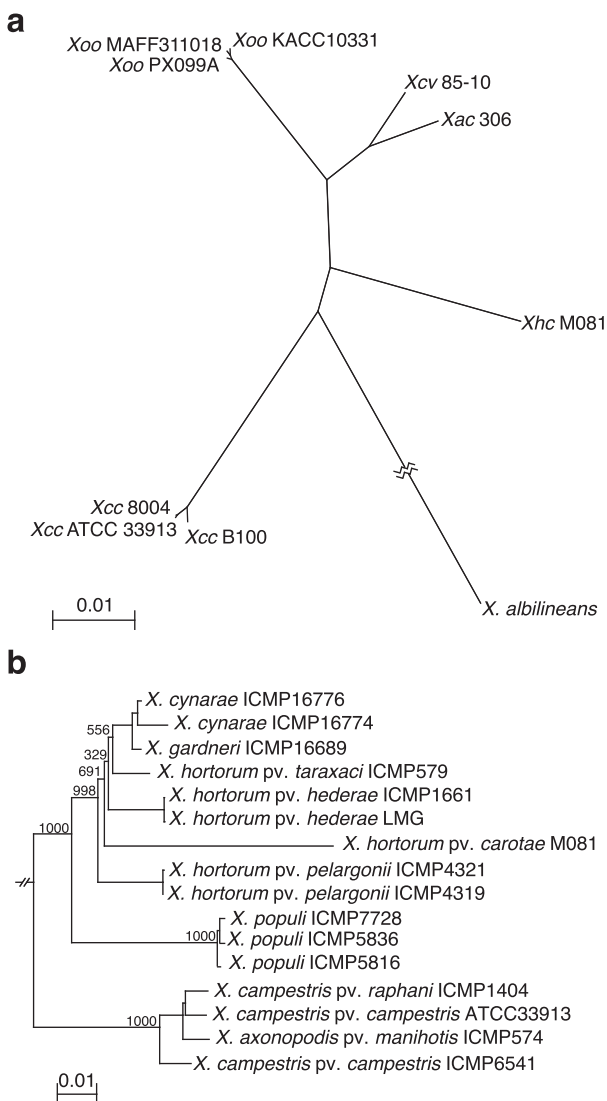 a
Xoo MAFF311018
Xoo KACC10331
Xoo PX099A
Xcv 85-10
Xac 306
Xhc M081
Xcc 8004
Xcc ATCC 33913
Xcc B100
0.01
X. albilineans
b
X. cynarae ICMP16776
556
X. cynarae ICMP16774
X. gardneri ICMP16689
329
691
X. hortorum pv. taraxaci ICMP579
998
X. hortorum pv. hederae ICMP1661
X. hortorum pv. hederae LMG
1000
X. hortorum pv. carotae M081
X. hortorum pv. pelargonii ICMP4321
X. hortorum pv. pelargonii ICMP4319
X. populi ICMP7728
1000
X. populi ICMP5836
X. populi ICMP5816
X. campestris pv. raphani ICMP1404
X. campestris pv. campestris ATCC33913
1000
X. axonopodis pv. manihotis ICMP574
X. campestris pv. campestris ICMP6541
0.01